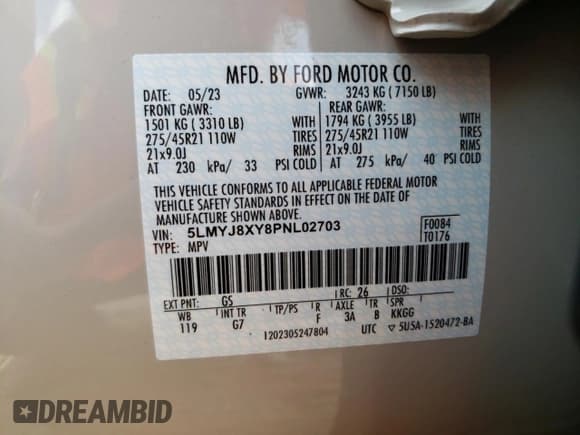 MFD. BY FORD MOTOR CO.
DATE: 05/23 GVWR: 3243 KG ( 7150 LB)
FRONT GAWR: REAR GAWR:
1501 KG ( 3310 LB) WITH 1794 KG ( 3955 LB) WITH
275/45R21 110W TIRES 275/45R21 110W TIRES
21x9.0J RIMS 21x9.0J RIMS
AT 230 kPa/ 33 PSI COLD AT 275 kPa/ 40 PSI COLD
THIS VEHICLE CONFORMS TO ALL APPLICABLE FEDERAL MOTOR
VEHICLE SAFETY STANDARDS IN EFFECT ON THE DATE OF
MANUFACTURE SHOWN ABOVE.
VIN: 5LMYJ8XY8PNL02703 F0084
TYPE: MPV T0176
EXT PNT: G5 RC: 26 DSO:
WB INT TR TP/PS R AXLE TR SPR
119 G7 F 3A B KKGG
1202305247804 UTC ▽ 5U5A-1520472-BA
DREAMBID